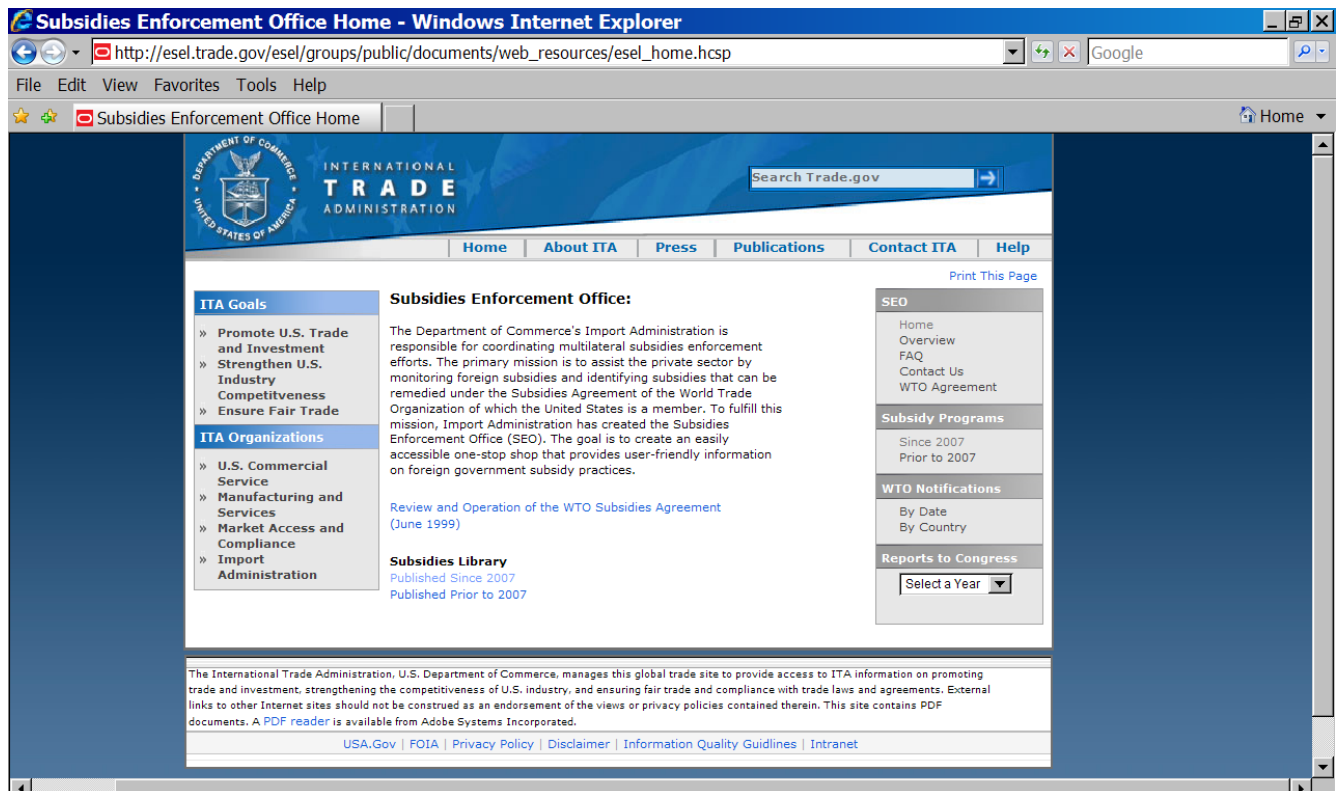 Subsidies Enforcement Office Home - Windows Internet Explorer
http://esel.trade.gov/esel/groups/public/documents/web_resources/esel_home.hcsp
Google
File Edit View Favorites Tools Help
Subsidies Enforcement Office Home
Home
DEPARTMENT OF COMMERCE
UNITED STATES OF AMERICA
INTERNATIONAL
TRADE
ADMINISTRATION
Search Trade.gov
Home | About ITA | Press | Publications | Contact ITA | Help
Print This Page
ITA Goals
» Promote U.S. Trade
and Investment
» Strengthen U.S.
Industry
Competitveness
» Ensure Fair Trade
ITA Organizations
» U.S. Commercial
Service
» Manufacturing and
Services
» Market Access and
Compliance
» Import
Administration
Subsidies Enforcement Office:
The Department of Commerce's Import Administration is
responsible for coordinating multilateral subsidies enforcement
efforts. The primary mission is to assist the private sector by
monitoring foreign subsidies and identifying subsidies that can be
remedied under the Subsidies Agreement of the World Trade
Organization of which the United States is a member. To fulfill this
mission, Import Administration has created the Subsidies
Enforcement Office (SEO). The goal is to create an easily
accessible one-stop shop that provides user-friendly information
on foreign government subsidy practices.
Review and Operation of the WTO Subsidies Agreement
(June 1999)
Subsidies Library
Published Since 2007
Published Prior to 2007
SEO
Home
Overview
FAQ
Contact Us
WTO Agreement
Subsidy Programs
Since 2007
Prior to 2007
WTO Notifications
By Date
By Country
Reports to Congress
Select a Year
The International Trade Administration, U.S. Department of Commerce, manages this global trade site to provide access to ITA information on promoting
trade and investment, strengthening the competitiveness of U.S. industry, and ensuring fair trade and compliance with trade laws and agreements. External
links to other Internet sites should not be construed as an endorsement of the views or privacy policies contained therein. This site contains PDF
documents. A PDF reader is available from Adobe Systems Incorporated.
USA.Gov | FOIA | Privacy Policy | Disclaimer | Information Quality Guidlines | Intranet